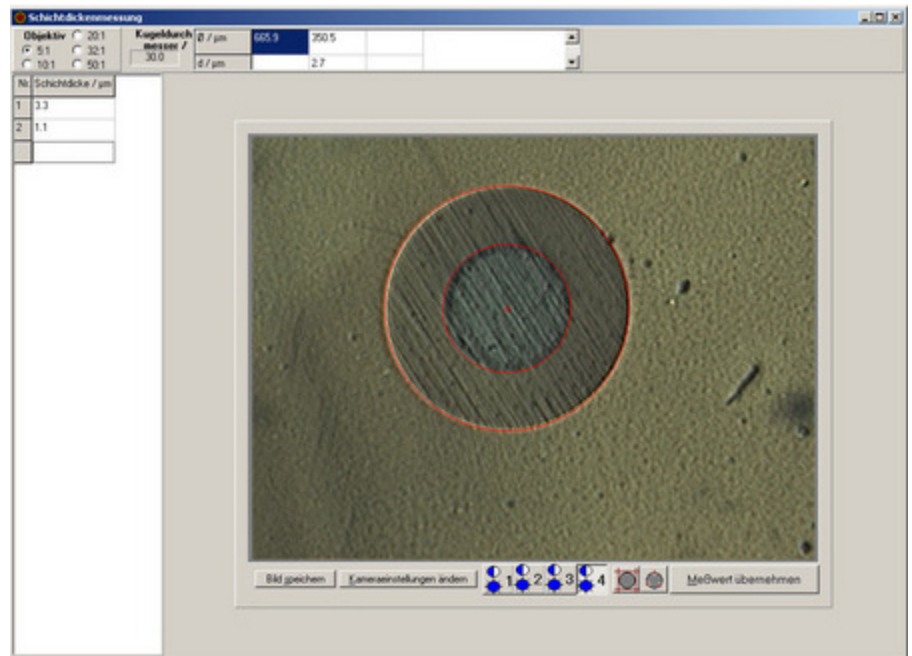 Schichtdickenmessung
Objektiv 20:1
5:1 32:1
10:1 50:1
Kugeldurch
messer /
30.0
Ø / µm 665.9 350.5
d / µm 2.7
Nr. Schichtdicke / µm
1 3.3
2 1.1
Bild speichern Kameraeinstellungen ändern 1 2 3 4 Meßwert übernehmen